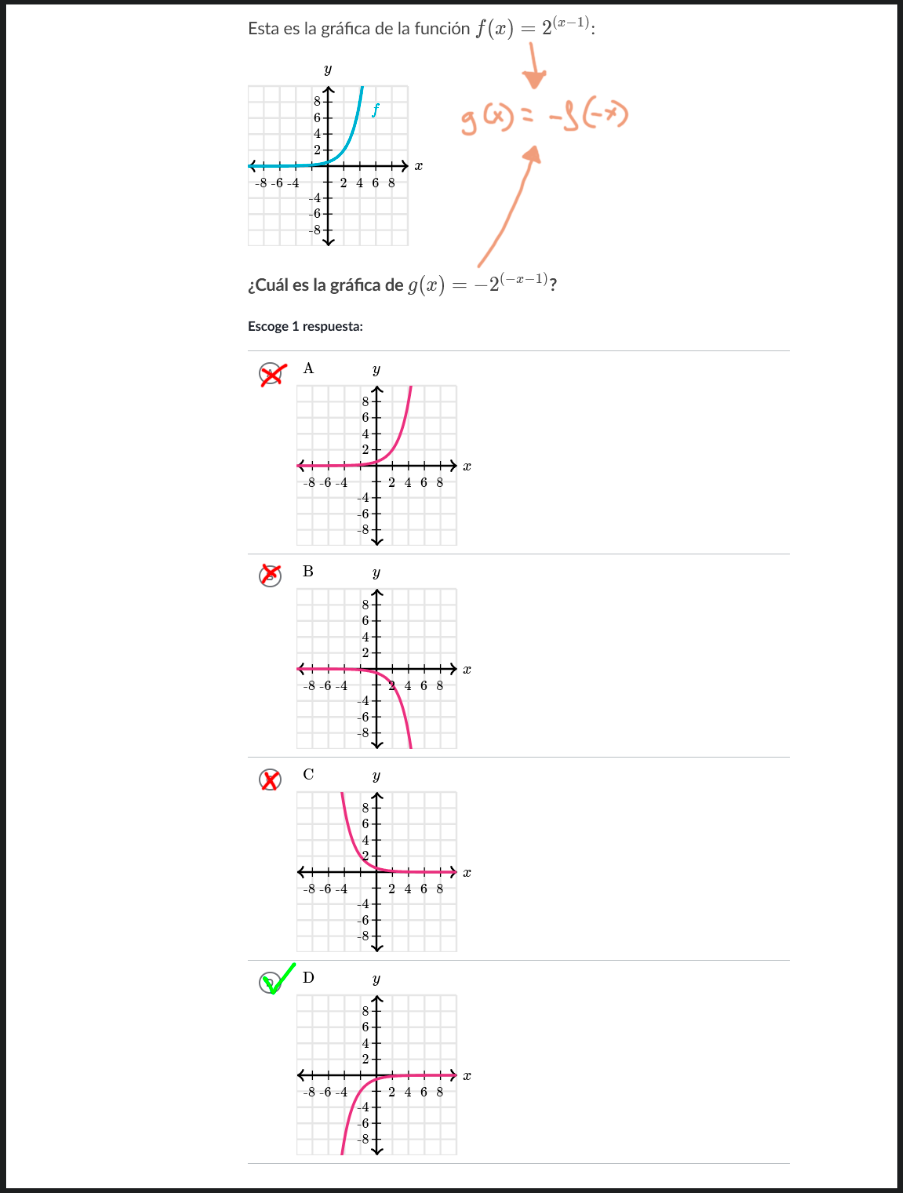 Esta es la gráfica de la función f(x) = 2^(x−1):
y
8
6
4
2
f
x
-8 -6 -4 2 4 6 8
-4
-6
-8
g(x) = -f(-x)
¿Cuál es la gráfica de g(x) = −2^(−x−1)?
Escoge 1 respuesta:
A
y
8
6
4
2
x
-8 -6 -4 2 4 6 8
-4
-6
-8
B
y
8
6
4
2
x
-8 -6 -4 2 4 6 8
-4
-6
-8
C
y
8
6
4
2
x
-8 -6 -4 2 4 6 8
-4
-6
-8
D
y
8
6
4
2
x
-8 -6 -4 2 4 6 8
-4
-6
-8